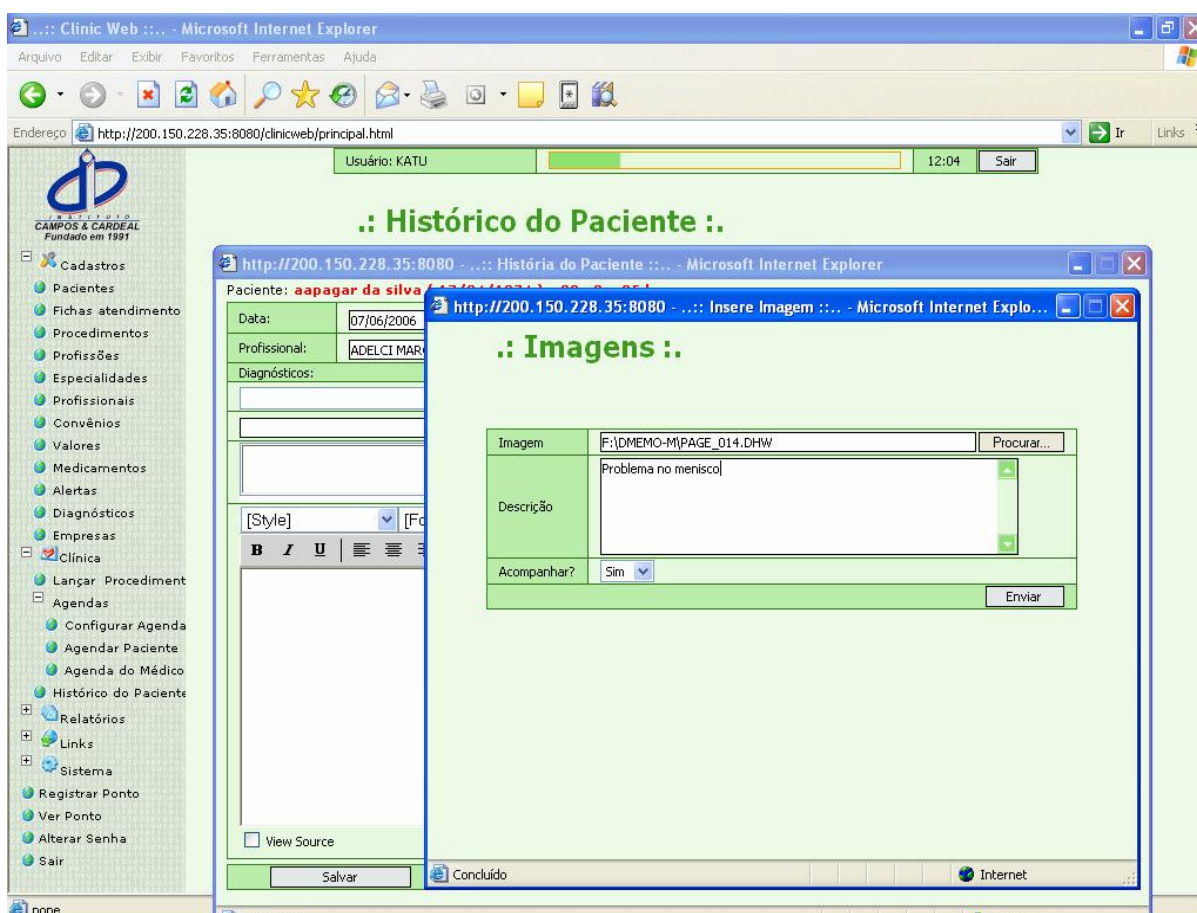 ..:: Clinic Web ::.. - Microsoft Internet Explorer
Arquivo Editar Exibir Favoritos Ferramentas Ajuda
Endereço http://200.150.228.35:8080/clinicweb/principal.html Ir Links
Usuário: KATU 12:04 Sair
INSTITUTO
CAMPOS & CARDEAL
Fundado em 1991
.: Histórico do Paciente :.
Cadastros
Pacientes
Fichas atendimento
Procedimentos
Profissões
Especialidades
Profissionais
Convênios
Valores
Medicamentos
Alertas
Diagnósticos
Empresas
Clínica
Lançar Procediment
Agendas
Configurar Agenda
Agendar Paciente
Agenda do Médico
Histórico do Paciente
Relatórios
Links
Sistema
Registrar Ponto
Ver Ponto
Alterar Senha
Sair
http://200.150.228.35:8080 - ..:: História do Paciente ::.. - Microsoft Internet Explorer
Paciente: aapagar da silva
Data: 07/06/2006
Profissional: ADELCI MAR
Diagnósticos:
[Style] [Fo
B I U
View Source
Salvar
http://200.150.228.35:8080 - ..:: Insere Imagem ::.. - Microsoft Internet Explo...
.: Imagens :.
Imagem F:\DMEMO-M\PAGE_014.DHW Procurar...
Descrição Problema no menisco
Acompanhar? Sim
Enviar
Concluído Internet